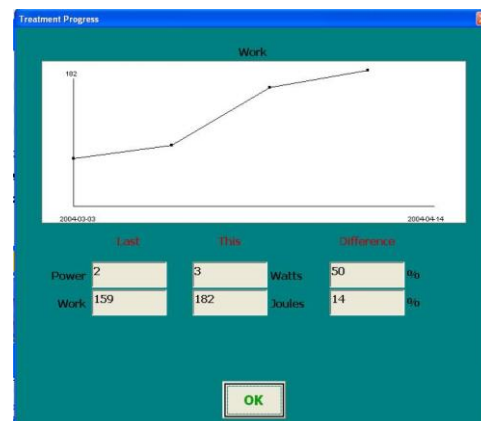 Treatment Progress
Work
182
2004-03-03 2004-04-14
Last This Difference
Power 2 3 Watts 50 %
Work 159 182 Joules 14 %
OK